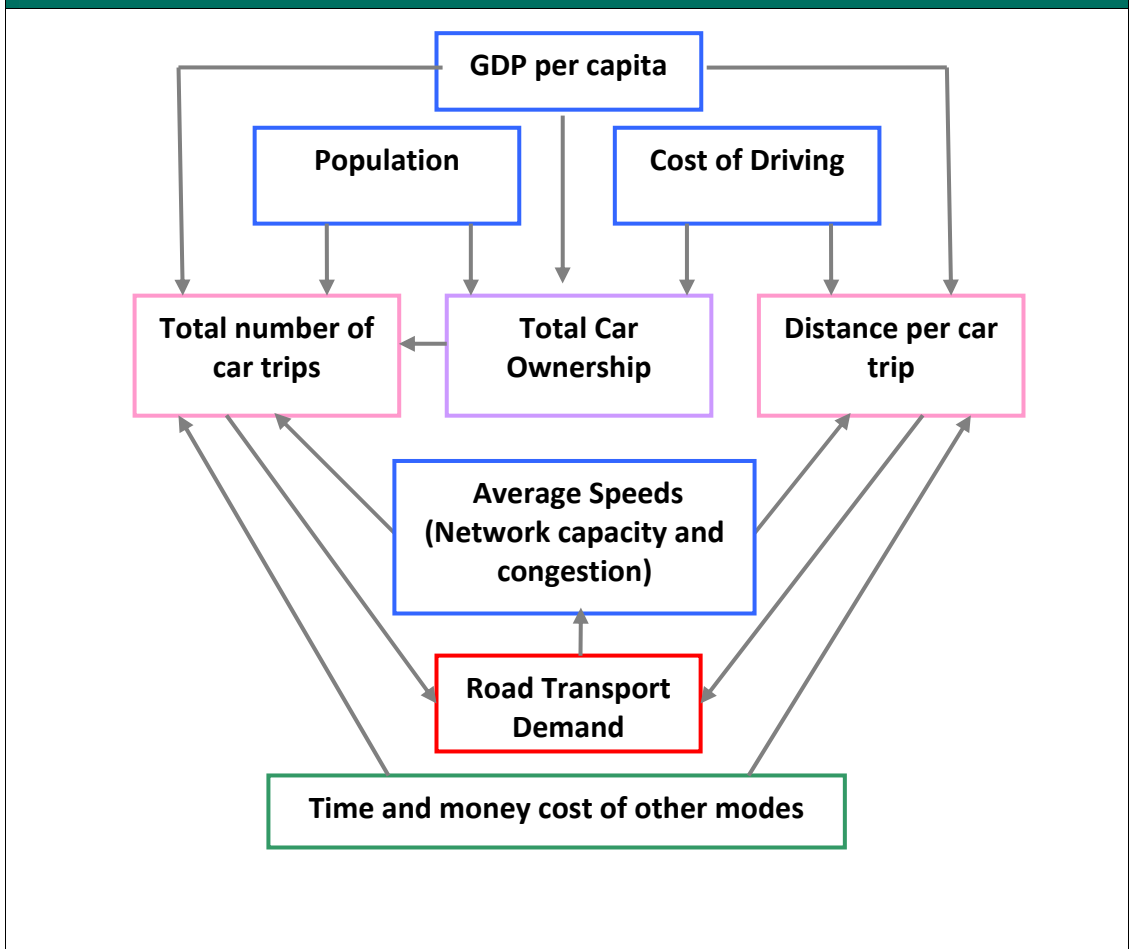 GDP per capita
Population
Cost of Driving
Total number of
car trips
Total Car
Ownership
Distance per car
trip
Average Speeds
(Network capacity and
congestion)
Road Transport
Demand
Time and money cost of other modes